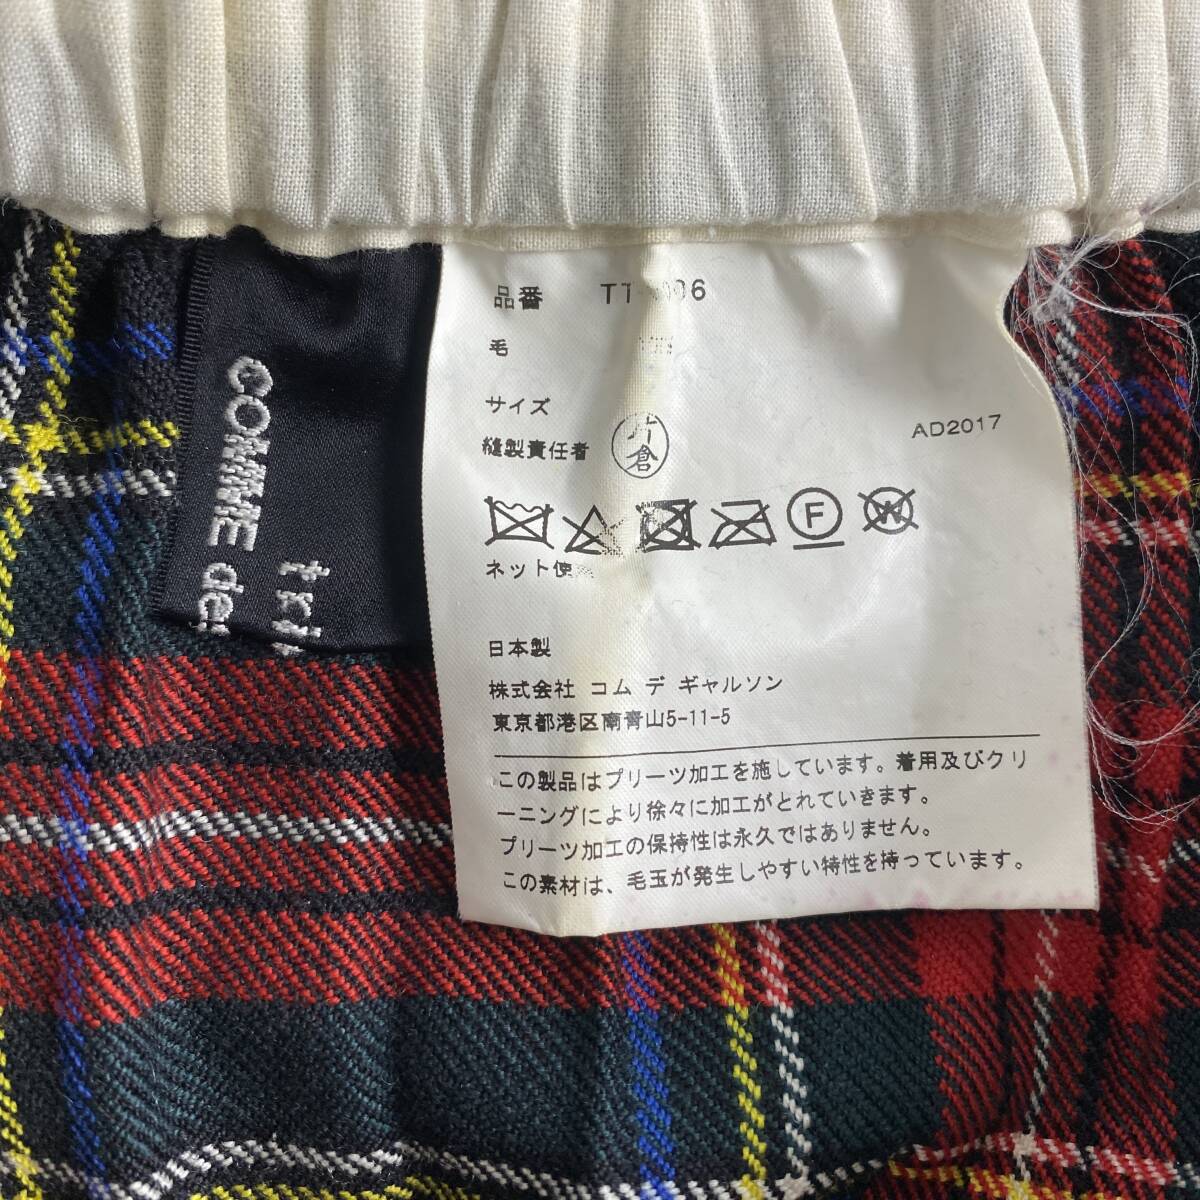 COMME des
tri
品番
毛
サイズ
縫製責任者 片倉
AD2017
F
W
ネット使
日本製
株式会社 コム デ ギャルソン
東京都港区南青山5-11-5
この製品はプリーツ加工を施しています。着用及びクリ
ーニングにより徐々に加工がとれていきます。
プリーツ加工の保持性は永久ではありません。
この素材は、毛玉が発生しやすい特性を持っています。